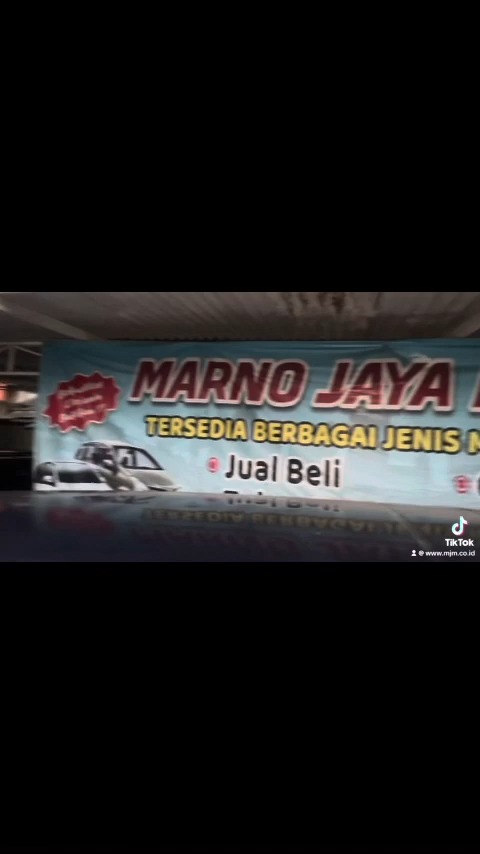 MARNO JAYA
TERSEDIA BERBAGAI JENIS
Jual Beli
TikTok
@ www.mjm.co.id